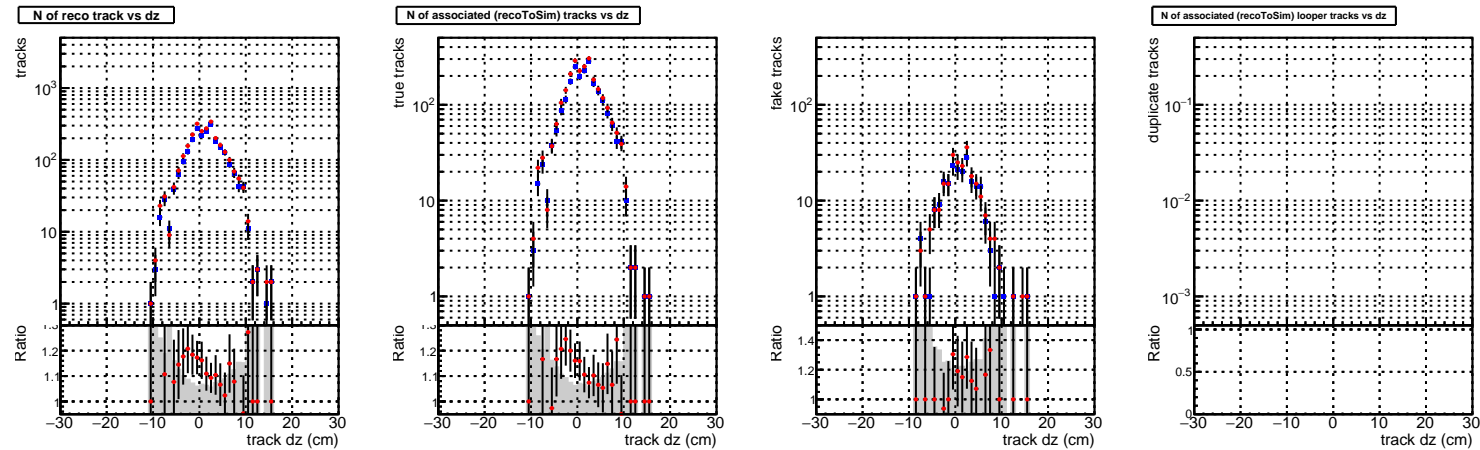 N of reco track vs dz
tracks
10³
10²
10
1
Ratio
1.3
1.2
1.1
1
−30 −20 −10 0 10 20 30
track dz (cm)
N of associated (recoToSim) tracks vs dz
true tracks
10²
10
1
Ratio
1.3
1.2
1.1
1
−30 −20 −10 0 10 20 30
track dz (cm)
fake tracks
10²
10
1
Ratio
1.4
1.2
1
−30 −20 −10 0 10 20 30
track dz (cm)
N of associated (recoToSim) looper tracks vs dz
duplicate tracks
10⁻¹
10⁻²
10⁻³
Ratio
1
0.5
0
−30 −20 −10 0 10 20 30
track dz (cm)